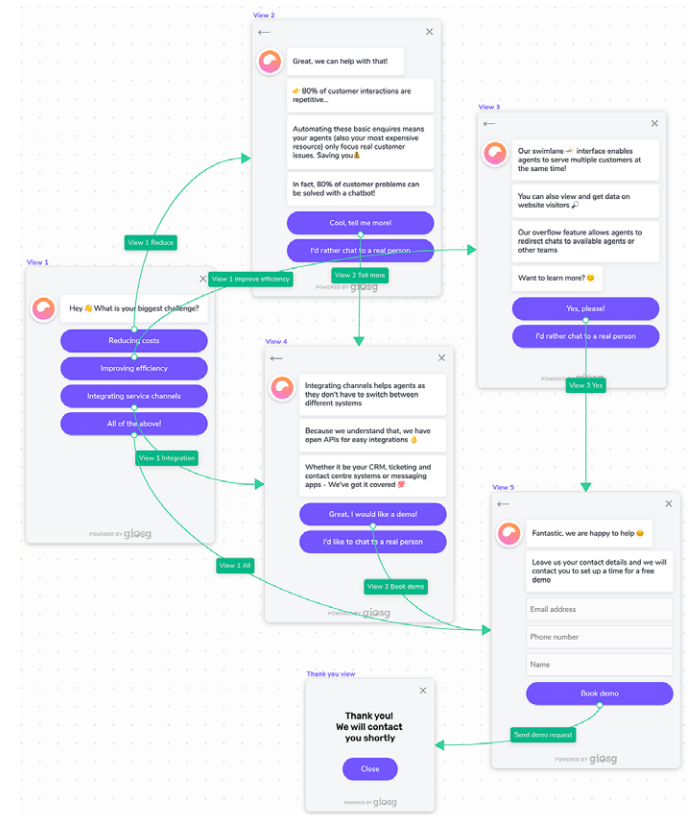 View 2
Great, we can help with that!
👉 80% of customer interactions are
repetitive...
Automating these basic enquires means
your agents (also your most expensive
resource) only focus real customer
issues. Saving you💰
In fact, 80% of customer problems can
be solved with a chatbot!
Cool, tell me more!
I'd rather chat to a real person
View 2 Tell more
POWERED BY giosg
View 3
Our swimlane 🏊 interface enables
agents to serve multiple customers at
the same time!
You can also view and get data on
website visitors 🔎
Our overflow feature allows agents to
redirect chats to available agents or
other teams
Want to learn more? 😊
Yes, please!
I'd rather chat to a real person
POWERED BY giosg
View 3 Yes
View 1 Reduce
View 1 Improve efficiency
View 1
Hey 👋 What is your biggest challenge?
Reducing costs
Improving efficiency
Integrating service channels
All of the above!
View 1 Integration
POWERED BY giosg
View 1 All
View 4
Integrating channels helps agents as
they don't have to switch between
different systems
Because we understand that, we have
open APIs for easy integrations 👌
Whether it be your CRM, ticketing and
contact centre systems or messaging
apps - We've got it covered 💯
Great, I would like a demo!
I'd like to chat to a real person
View 3 Book demo
POWERED BY giosg
View 5
Fantastic, we are happy to help 😊
Leave us your contact details and we will
contact you to set up a time for a free
demo
Email address
Phone number
Name
Book demo
Send demo request
POWERED BY giosg
Thank you view
Thank you!
We will contact
you shortly
Close
POWERED BY giosg